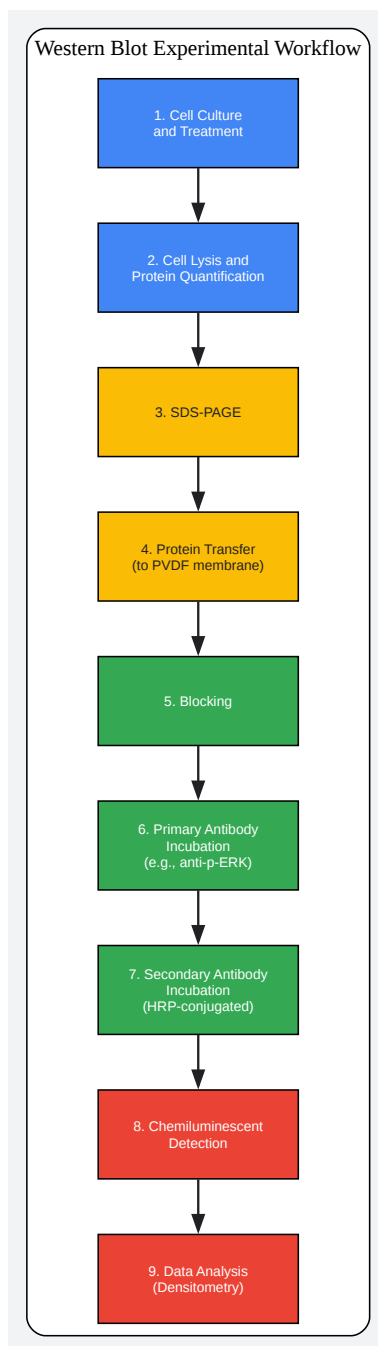 Western Blot Experimental Workflow
1. Cell Culture
and Treatment
2. Cell Lysis and
Protein Quantification
3. SDS-PAGE
4. Protein Transfer
(to PVDF membrane)
5. Blocking
6. Primary Antibody
Incubation
(e.g., anti-p-ERK)
7. Secondary Antibody
Incubation
(HRP-conjugated)
8. Chemiluminescent
Detection
9. Data Analysis
(Densitometry)